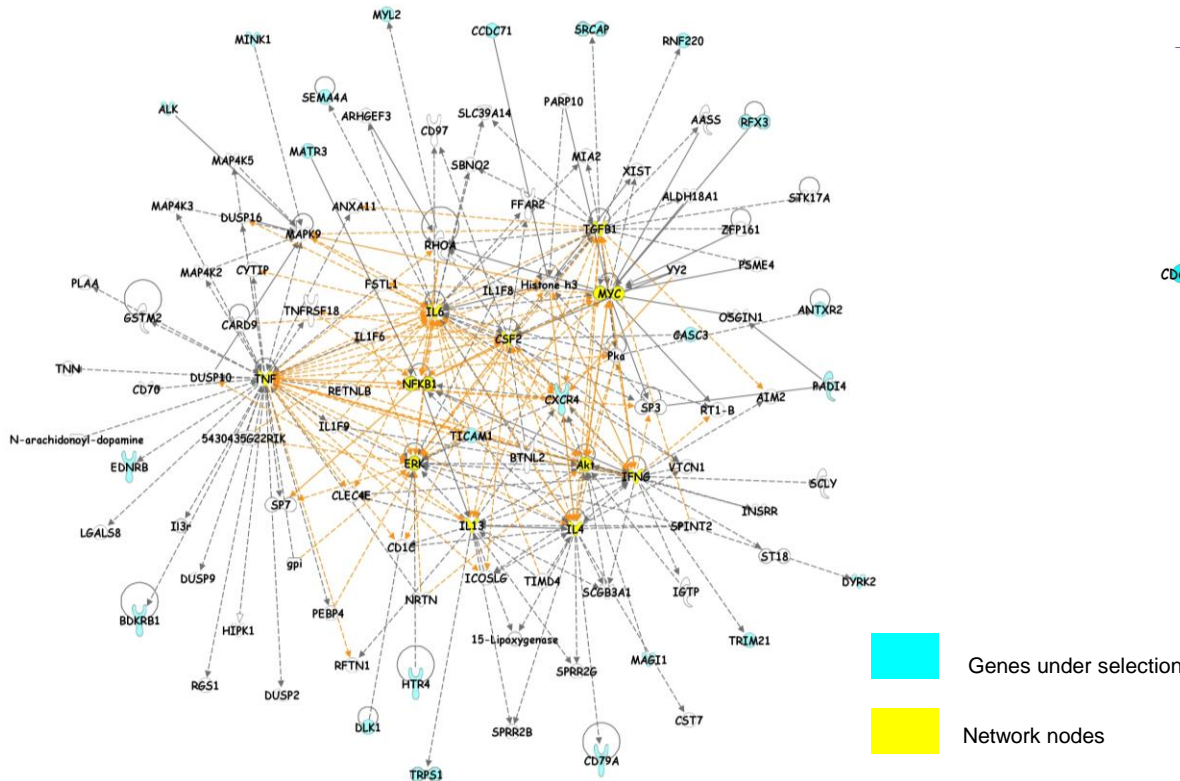 MYL2
CCDC71
SRCAP
RNF220
MINK1
SEMA4A
ALK
ARHGEF3
CD97
SLC39A14
PARP10
AASS
RFX3
MATR3
MAP4K5
SBNO2
MIA2
XIST
MAP4K3
ANXA11
FFAR2
ALDH18A1
STK17A
DUSP16
MAPK9
RHOA
TGFB1
ZFP161
MAP4K2
CYTIP
YY2
PSME4
PLAA
FSTL1
IL1F8
Histone h3
MYC
GSTM2
TNFRSF18
IL6
OSGIN1
ANTXR2
CARD9
IL1F6
CSF2
CASC3
Pka
TNN
DUSP10
TNF
NFKB1
CD70
RETNLB
CXCR4
SP3
RT1-B
AIM2
PADI4
N-arachidonoyl-dopamine
5430435G22RIK
IL1F9
TICAM1
EDNRB
ERK
BTNL2
Akt
IFNG
VTCN1
SCLY
CLEC4E
SP7
INSRR
LGALS8
Il3r
IL13
IL4
SPINT2
CD1C
ST18
gpi
DUSP9
ICOSLG
TIMD4
SCGB3A1
IGTP
DYRK2
BDKRB1
PEBP4
NRTN
HIPK1
15-Lipoxygenase
TRIM21
RFTN1
SPRR2G
MAGI1
RGS1
DUSP2
HTR4
CST7
DLK1
SPRR2B
CD79A
TRPS1
Genes under selection
Network nodes